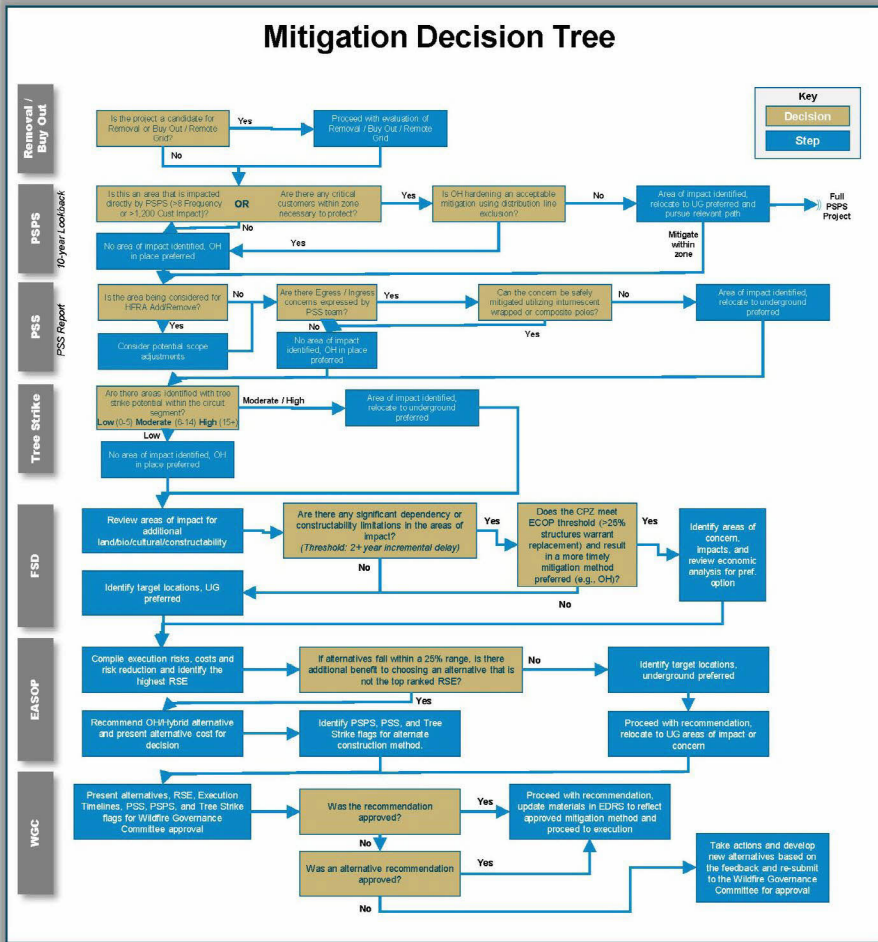 Mitigation Decision Tree
Key
Decision
Step
Removal /
Buy Out
Is the project a candidate for
Removal or Buy Out / Remote
Grid?
Yes
Proceed with evaluation of
Removal / Buy Out / Remote
Grid
No
PSPS
10-year Lookback
Is this an area that is impacted
directly by PSPS (>8 Frequency
or >1,200 Cust Impact)?
OR
Are there any critical
customers within zone
necessary to protect?
Yes
Is OH hardening an acceptable
mitigation using distribution line
exclusion?
No
Area of impact identified,
relocate to UG preferred and
pursue relevant path
Full
PSPS
Project
No
Yes
No area of impact identified, OH
in place preferred
Mitigate
within
zone
PSS
PSS Report
Is the area being considered for
HFRA Add/Remove?
No
Are there Egress / Ingress
concerns expressed by
PSS team?
Yes
Can the concern be safely
mitigated utilizing intumescent
wrapped or composite poles?
No
Area of impact identified,
relocate to underground
preferred
Yes
No
Yes
Consider potential scope
adjustments
No area of impact
identified, OH in place
preferred
Tree Strike
Are there areas identified with tree
strike potential within the circuit
segment?
Low (0-5) Moderate (6-14) High (15+)
Moderate / High
Area of impact identified,
relocate to underground
preferred
Low
No area of impact identified, OH
in place preferred
FSD
Review areas of impact for
additional
land/bio/cultural/constructability
Are there any significant dependency or
constructability limitations in the areas of
impact?
(Threshold: 2+ year incremental delay)
Yes
Does the CPZ meet
ECOP threshold (>25%
structures warrant
replacement) and result
in a more timely
mitigation method
preferred (e.g., OH)?
Yes
Identify areas of
concern,
impacts, and
review economic
analysis for pref.
option
No
No
Identify target locations, UG
preferred
EASOP
Compile execution risks, costs and
risk reduction and identify the
highest RSE
If alternatives fall within a 25% range, is there
additional benefit to choosing an alternative that
is not the top ranked RSE?
No
Identify target locations,
underground preferred
Yes
Recommend OH/Hybrid alternative
and present alternative cost for
decision
Identify PSPS, PSS, and Tree
Strike flags for alternate
construction method.
Proceed with recommendation,
relocate to UG areas of impact or
concern
WGC
Present alternatives, RSE, Execution
Timelines, PSS, PSPS, and Tree Strike
flags for Wildfire Governance
Committee approval
Was the recommendation
approved?
Yes
Proceed with recommendation,
update materials in EDRS to reflect
approved mitigation method and
proceed to execution
No
Was an alternative recommendation
approved?
Yes
No
Take actions and develop
new alternatives based on
the feedback and re-submit
to the Wildfire Governance
Committee for approval